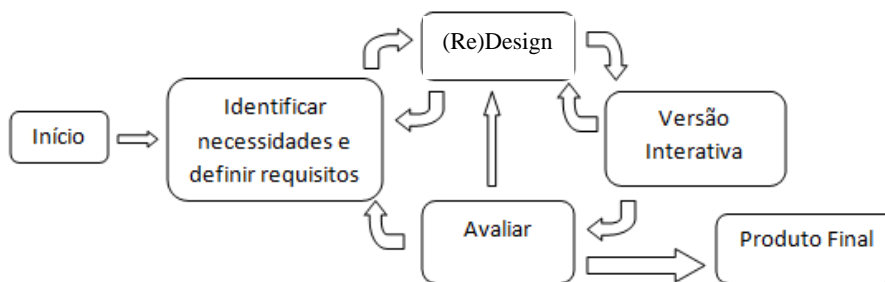 (Re)Design
Início
Identificar
necessidades e
definir requisitos
Versão
Interativa
Avaliar
Produto Final